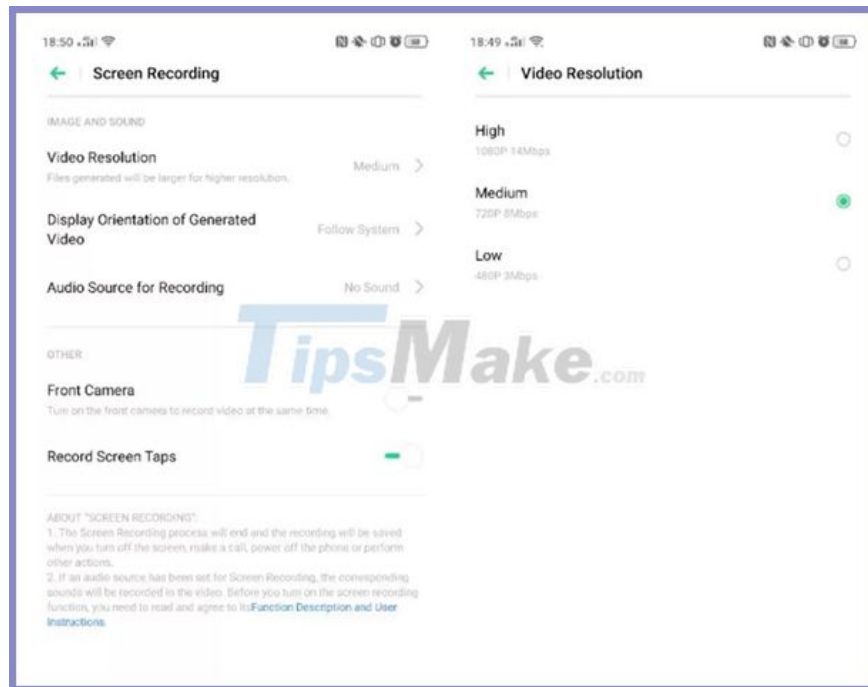 18:50
Screen Recording
IMAGE AND SOUND
Video Resolution
Medium
Files generated will be larger for higher resolution.
Display Orientation of Generated
Video
Follow System
Audio Source for Recording
No Sound
OTHER
Front Camera
Turn on the front camera to record video at the same time.
Record Screen Taps
ABOUT "SCREEN RECORDING":
1. The Screen Recording process will end and the recording will be saved
when you turn off the screen, make a call, power off the phone or perform
other actions.
2. If an audio source has been set for Screen Recording, the corresponding
sounds will be recorded in the video. Before you turn on the screen recording
function, you need to read and agree to itsFunction Description and User
Instructions.
18:49
Video Resolution
High
1080P 14Mbps
Medium
720P 8Mbps
Low
480P 3Mbps
TipsMake.com